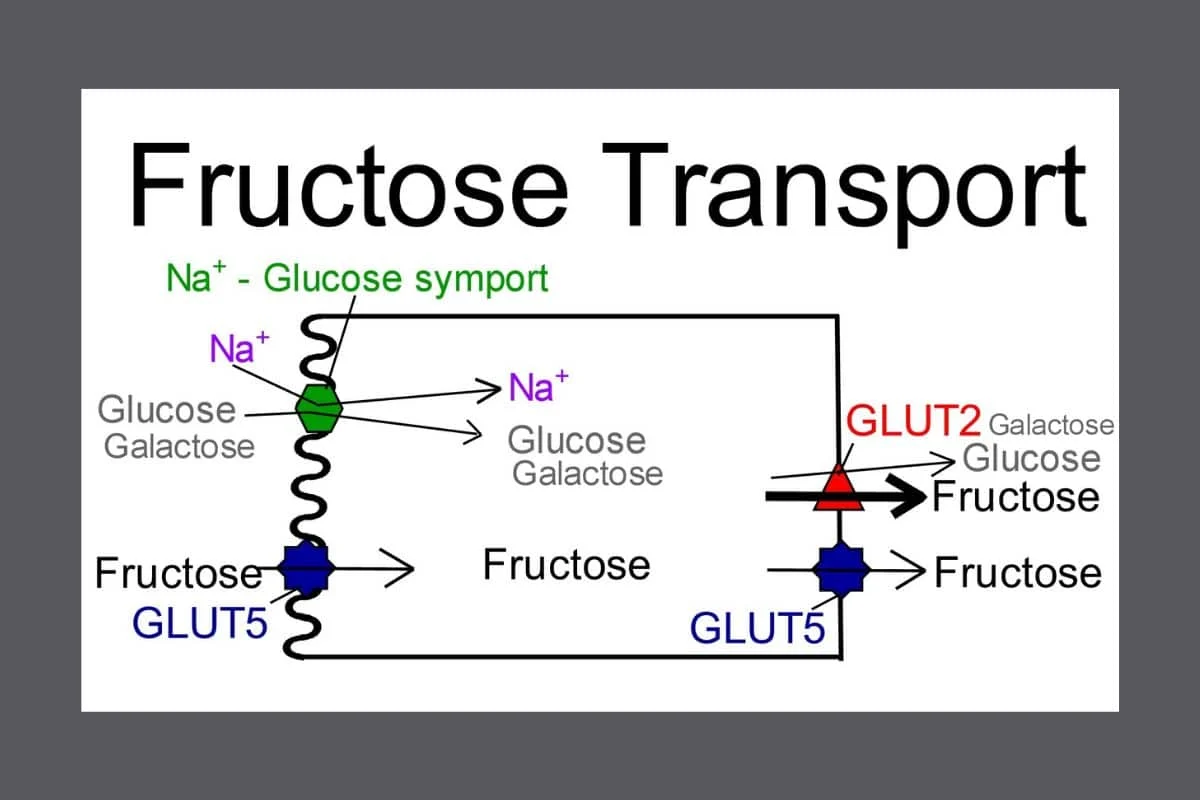 Fructose Transport
Na⁺ - Glucose symport
Na⁺
Glucose
Galactose
Na⁺
Glucose
Galactose
GLUT2 Galactose
Glucose
Fructose
Fructose
GLUT5
Fructose
Fructose
GLUT5